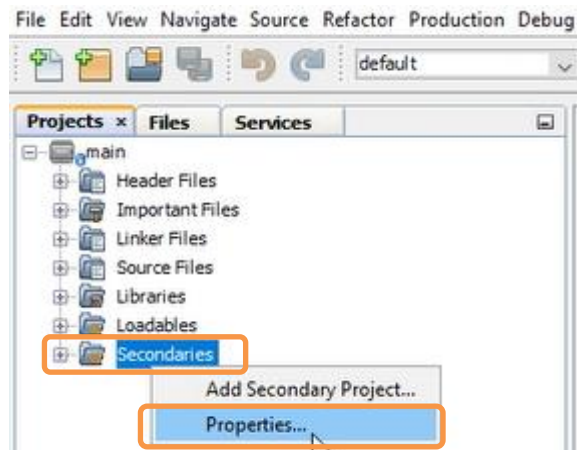 File Edit View Navigate Source Refactor Production Debug
default
Projects × Files Services
main
Header Files
Important Files
Linker Files
Source Files
Libraries
Loadables
Secondaries
Add Secondary Project...
Properties...